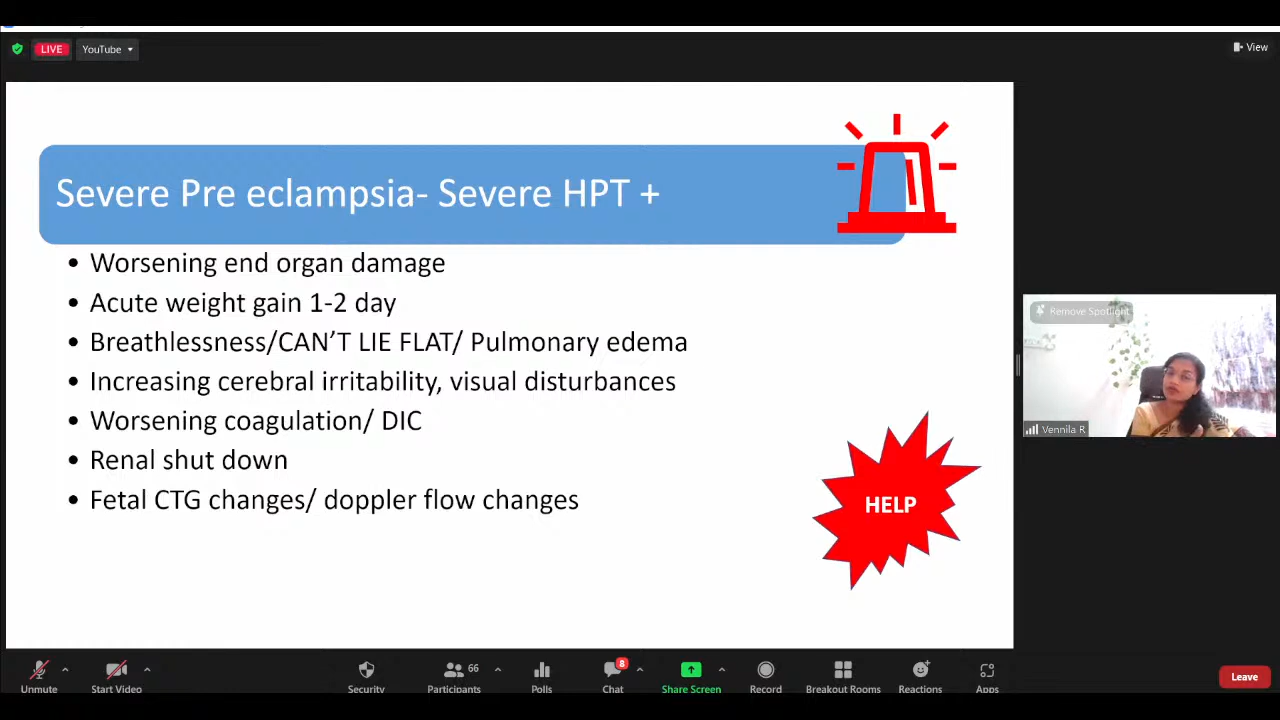 LIVE
YouTube
View
Severe Pre eclampsia- Severe HPT +
• Worsening end organ damage
• Acute weight gain 1-2 day
• Breathlessness/CAN'T LIE FLAT/ Pulmonary edema
• Increasing cerebral irritability, visual disturbances
• Worsening coagulation/ DIC
• Renal shut down
• Fetal CTG changes/ doppler flow changes
HELP
Remove Spotlight
Vennila R
66
8
Unmute
Start Video
Security
Participants
Polls
Chat
Share Screen
Record
Breakout Rooms
Reactions
Apps
Leave